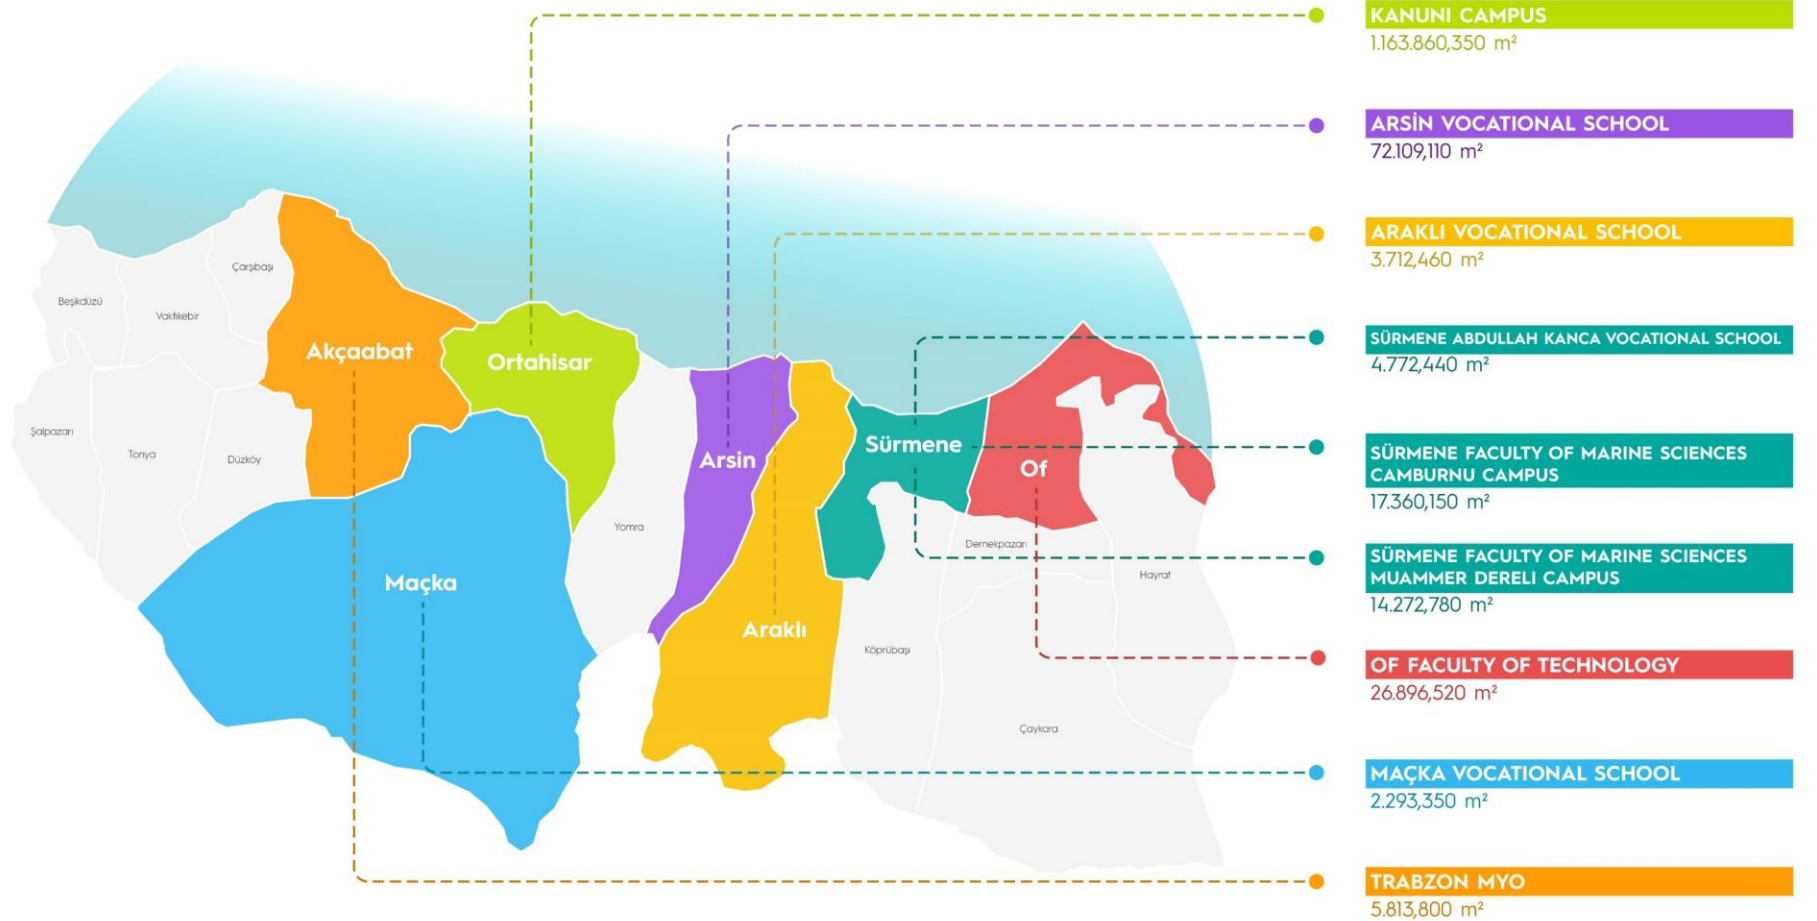 KANUNI CAMPUS
1.163.860,350 m²
ARSİN VOCATIONAL SCHOOL
72.109,110 m²
ARAKLI VOCATIONAL SCHOOL
3.712,460 m²
SÜRMENE ABDULLAH KANCA VOCATIONAL SCHOOL
4.772,440 m²
SÜRMENE FACULTY OF MARINE SCIENCES
CAMBURNU CAMPUS
17.360,150 m²
SÜRMENE FACULTY OF MARINE SCIENCES
MUAMMER DERELI CAMPUS
14.272,780 m²
OF FACULTY OF TECHNOLOGY
26.896,520 m²
MAÇKA VOCATIONAL SCHOOL
2.293,350 m²
TRABZON MYO
5.813,800 m²
Beşikdüzü
Vakfıkebir
Çarşıbaşı
Akçaabat
Ortahisar
Şalpazarı
Tonya
Düzköy
Maçka
Yomra
Arsin
Araklı
Sürmene
Of
Dernekpazarı
Hayrat
Köprübaşı
Çaykara